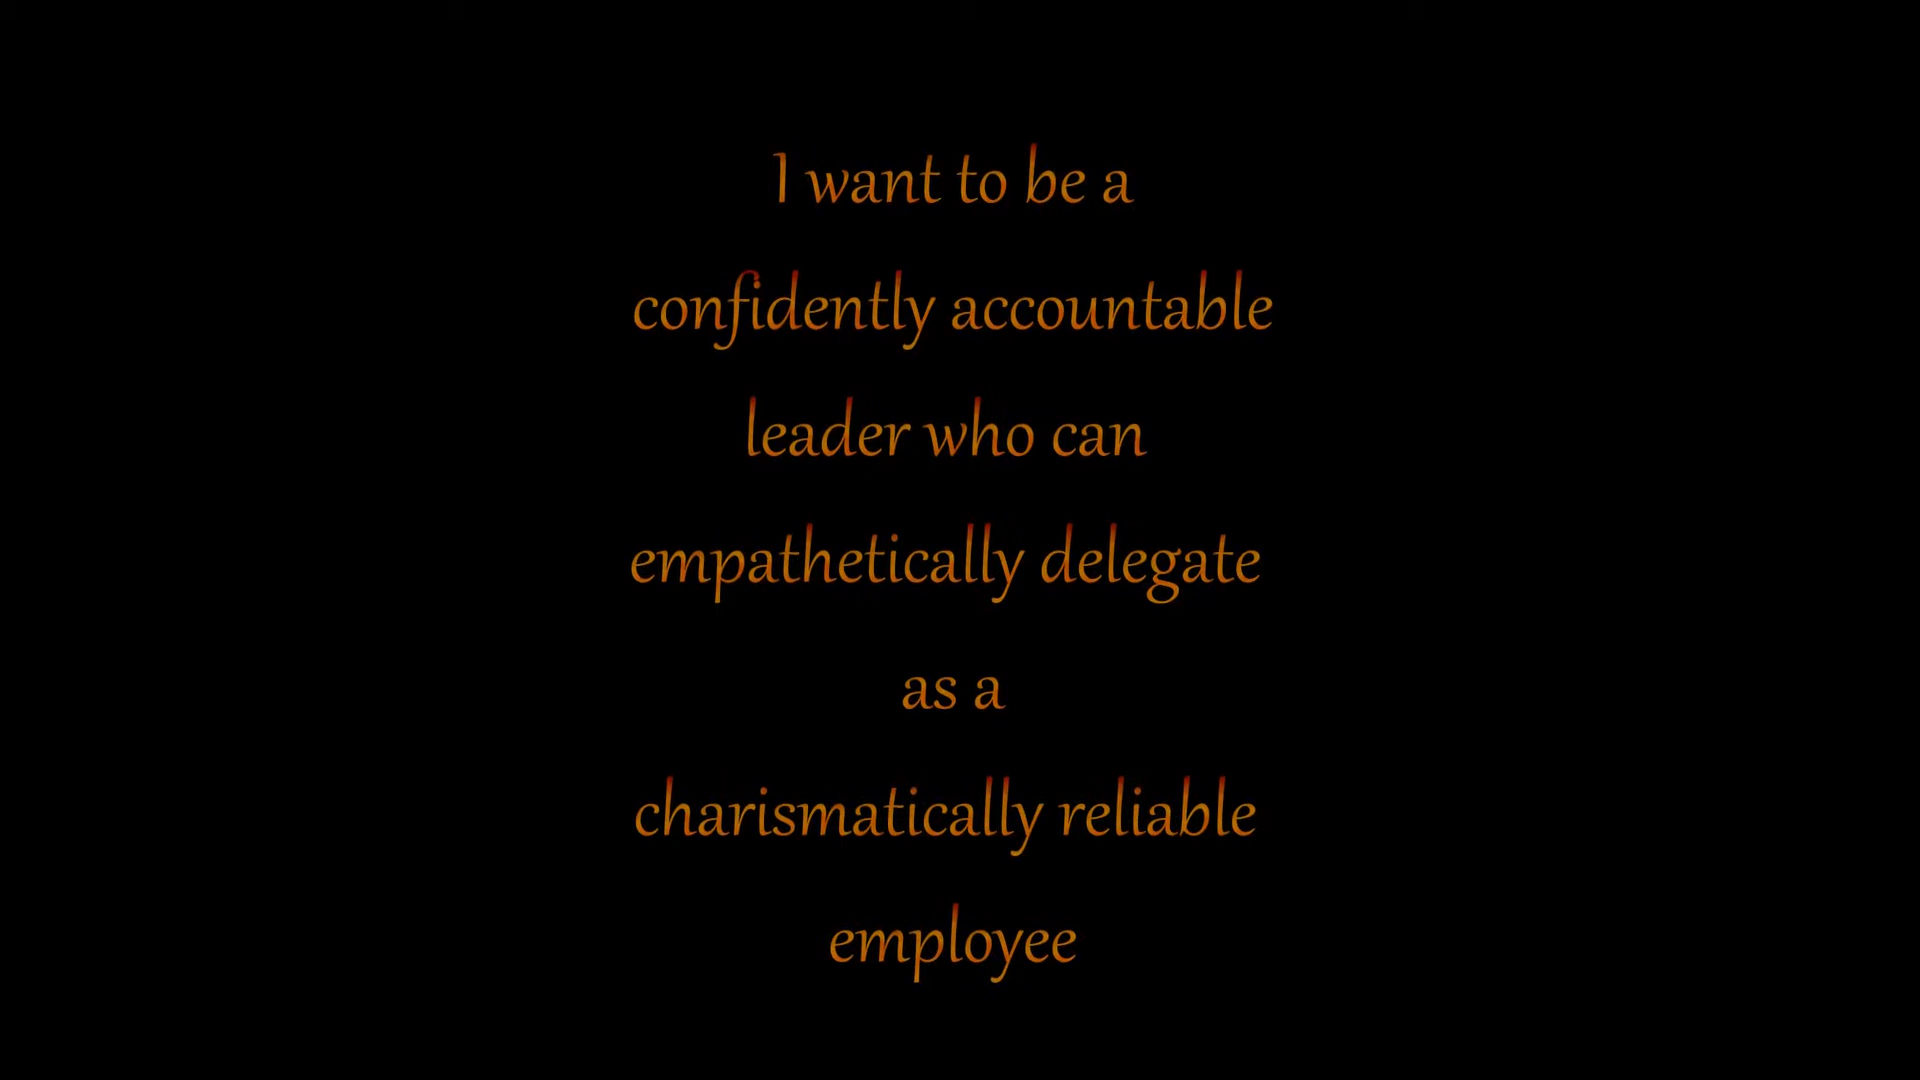 I want to be a
confidently accountable
leader who can
empathetically delegate
as a
charismatically reliable
employee